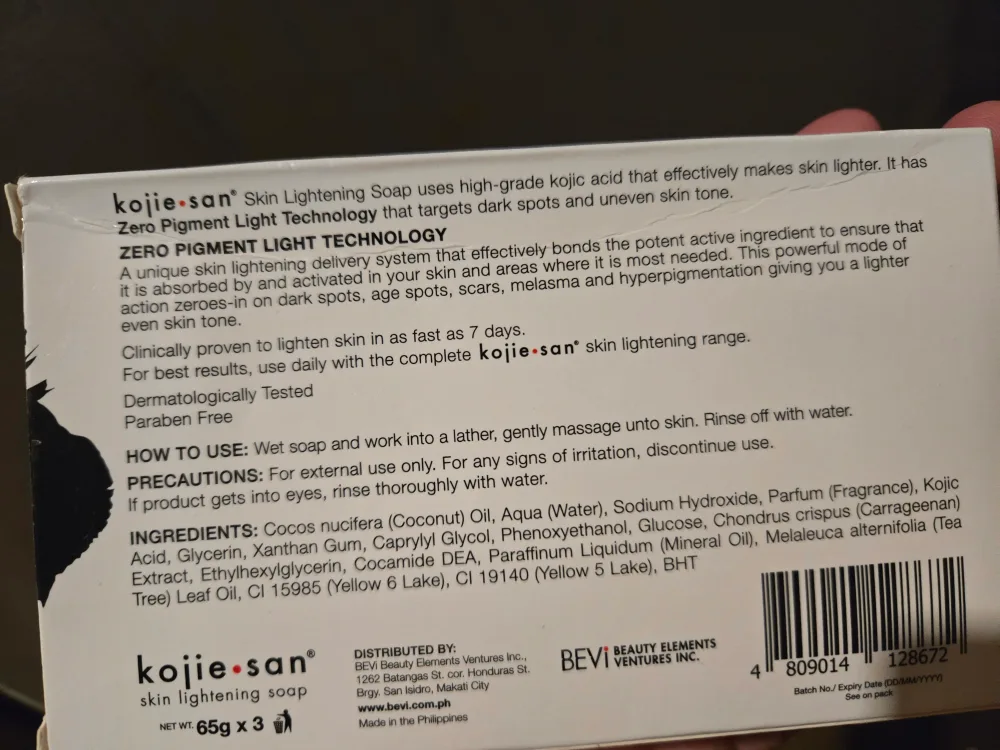 kojie•san® Skin Lightening Soap uses high-grade kojic acid that effectively makes skin lighter. It has
Zero Pigment Light Technology that targets dark spots and uneven skin tone.
ZERO PIGMENT LIGHT TECHNOLOGY
A unique skin lightening delivery system that effectively bonds the potent active ingredient to ensure that
it is absorbed by and activated in your skin and areas where it is most needed. This powerful mode of
action zeroes-in on dark spots, age spots, scars, melasma and hyperpigmentation giving you a lighter
even skin tone.
Clinically proven to lighten skin in as fast as 7 days.
For best results, use daily with the complete kojie•san® skin lightening range.
Dermatologically Tested
Paraben Free
HOW TO USE: Wet soap and work into a lather, gently massage unto skin. Rinse off with water.
PRECAUTIONS: For external use only. For any signs of irritation, discontinue use.
If product gets into eyes, rinse thoroughly with water.
INGREDIENTS: Cocos nucifera (Coconut) Oil, Aqua (Water), Sodium Hydroxide, Parfum (Fragrance), Kojic
Acid, Glycerin, Xanthan Gum, Caprylyl Glycol, Phenoxyethanol, Glucose, Chondrus crispus (Carrageenan)
Extract, Ethylhexylglycerin, Cocamide DEA, Paraffinum Liquidum (Mineral Oil), Melaleuca alternifolia (Tea
Tree) Leaf Oil, CI 15985 (Yellow 6 Lake), CI 19140 (Yellow 5 Lake), BHT
kojie•san®
skin lightening soap
NET WT. 65g x 3
DISTRIBUTED BY:
BEVi Beauty Elements Ventures Inc.,
1262 Batangas St. cor. Honduras St.
Brgy. San Isidro, Makati City
www.bevi.com.ph
Made in the Philippines
BEVi BEAUTY ELEMENTS
VENTURES INC.
4 809014 128672
Batch No./ Expiry Date (DD/MM/YYYY)
See on pack